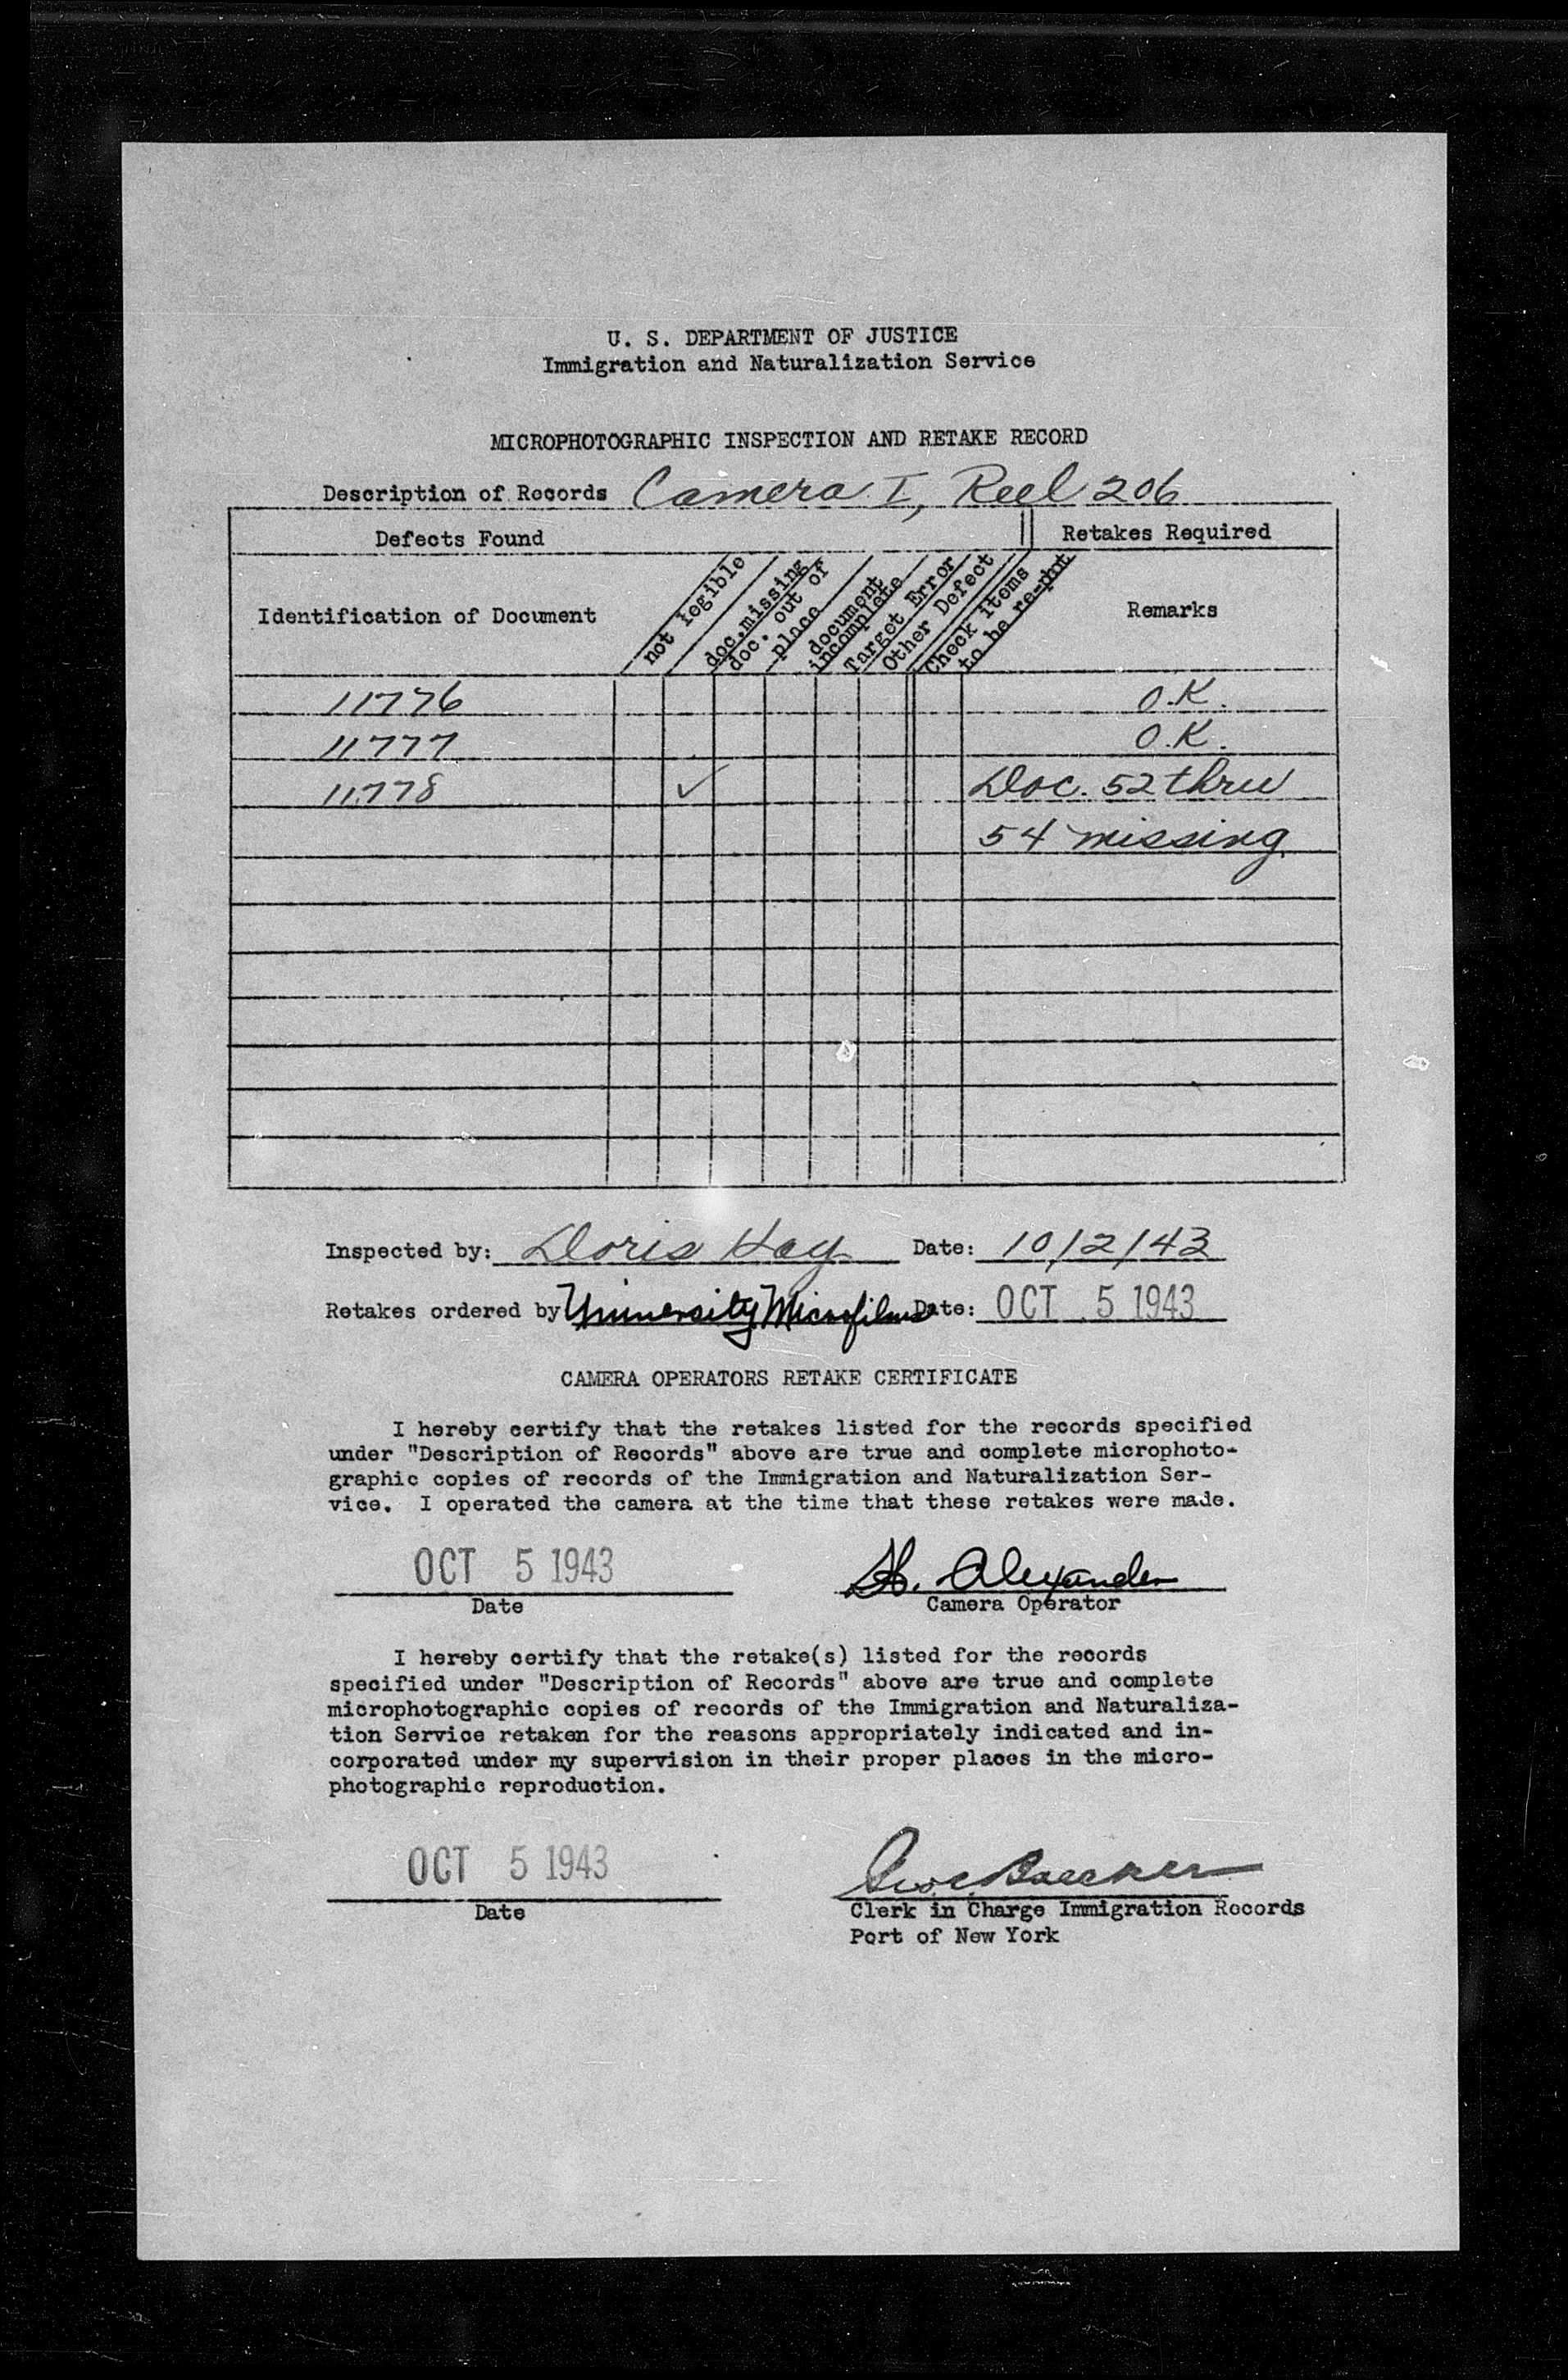 U. S. DEPARTMENT OF JUSTICE
Immigration and Naturalization Service
MICROPHOTOGRAPHIC INSPECTION AND RETAKE RECORD
Description of Records Camera I, Reel 206
Defects Found
Retakes Required
Identification of Document
not legible
doc. missing
doc. out of
place
document
incomplete
Target Error
Other Defect
Check items
to be re-phot
Remarks
11776 O.K.
11777 O.K.
11778 ✓ Doc. 52 thru
54 missing
Inspected by: Doris Hay Date: 10/2/43
Retakes ordered by University Microfilms Date: OCT 5 1943
CAMERA OPERATORS RETAKE CERTIFICATE
I hereby certify that the retakes listed for the records specified
under "Description of Records" above are true and complete microphoto-
graphic copies of records of the Immigration and Naturalization Ser-
vice. I operated the camera at the time that these retakes were made.
OCT 5 1943 H. Alexander
Date Camera Operator
I hereby certify that the retake(s) listed for the records
specified under "Description of Records" above are true and complete
microphotographic copies of records of the Immigration and Naturaliza-
tion Service retaken for the reasons appropriately indicated and in-
corporated under my supervision in their proper places in the micro-
photographic reproduction.
OCT 5 1943
Date Clerk in Charge Immigration Records
Port of New York